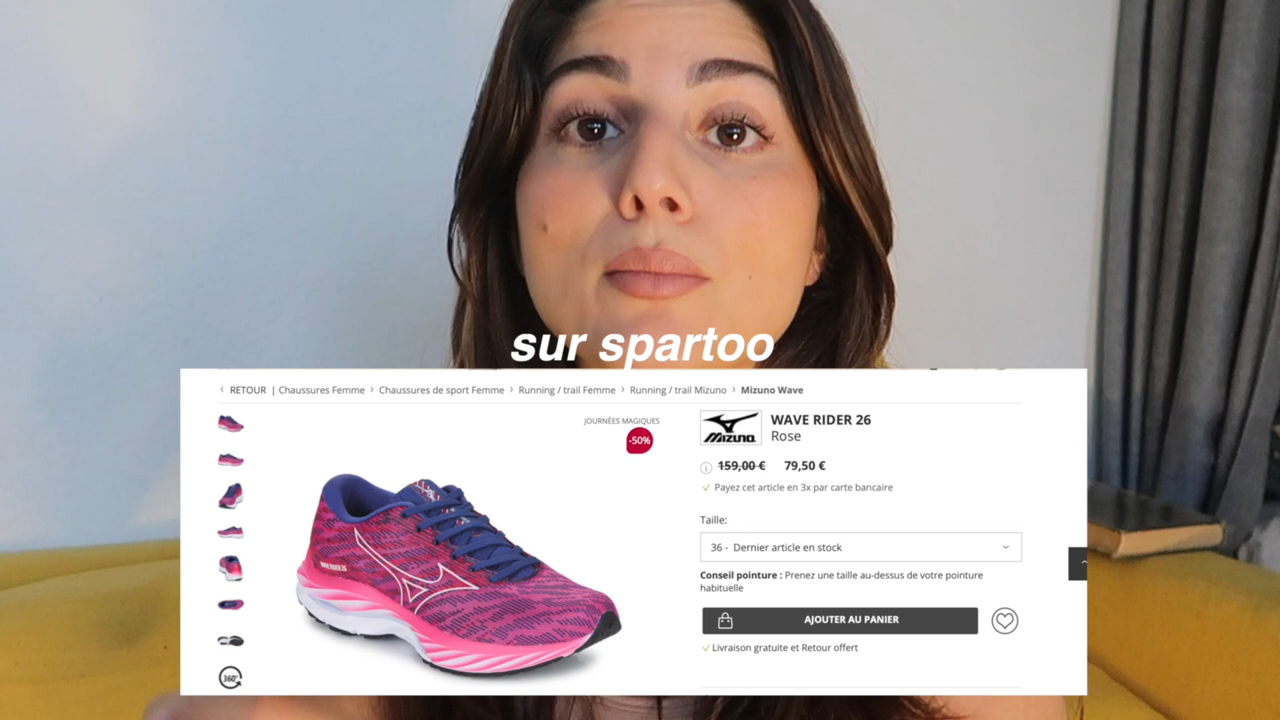 sur spartoo
‹ RETOUR | Chaussures Femme › Chaussures de sport Femme › Running / trail Femme › Running / trail Mizuno › Mizuno Wave
JOURNÉES MAGIQUES
-50%
WAVE RIDER 26
MIZUNO
WAVE RIDER 26
Rose
159,00 € 79,50 €
Payez cet article en 3x par carte bancaire
Taille:
36 - Dernier article en stock
Conseil pointure : Prenez une taille au-dessus de votre pointure
habituelle
AJOUTER AU PANIER
Livraison gratuite et Retour offert
360°